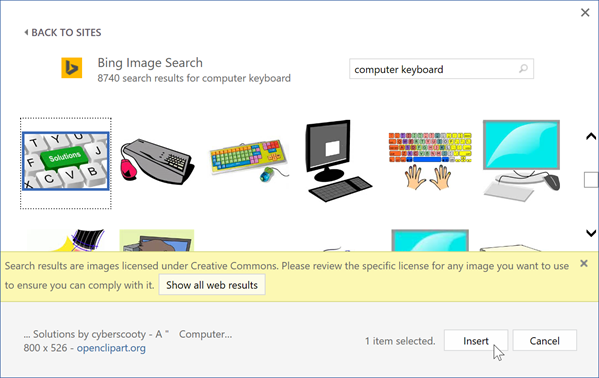 BACK TO SITES
Bing Image Search
8740 search results for computer keyboard
computer keyboard
T Y U
Solutions
J
C V B
Search results are images licensed under Creative Commons. Please review the specific license for any image you want to use
to ensure you can comply with it. Show all web results
... Solutions by cyberscooty - A " Computer...
800 x 526 - openclipart.org
1 item selected. Insert Cancel